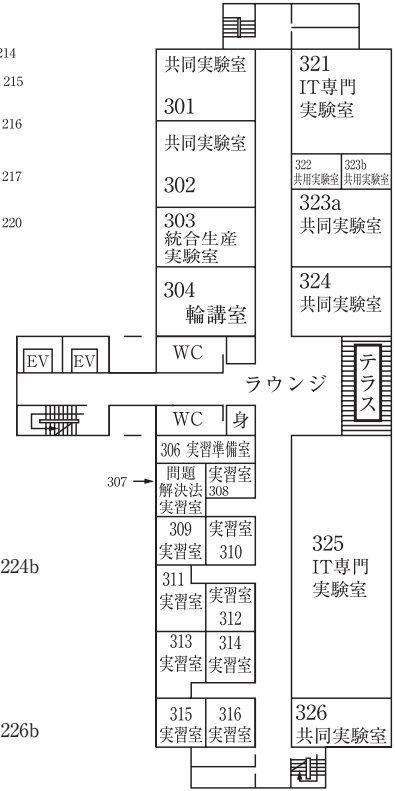 214
215
216
217
220
224b
226b
共同実験室
301
共同実験室
302
303
統合生産
実験室
304
輪講室
321
IT専門
実験室
322
共用実験室
323b
共用実験室
323a
共同実験室
324
共同実験室
EV
EV
WC
ラウンジ
テラス
WC
身
306 実習準備室
307
問題
解決法
実習室
実習室
308
309
実習室
実習室
310
311
実習室
実習室
312
313
実習室
314
実習室
315
実習室
316
実習室
325
IT専門
実験室
326
共同実験室